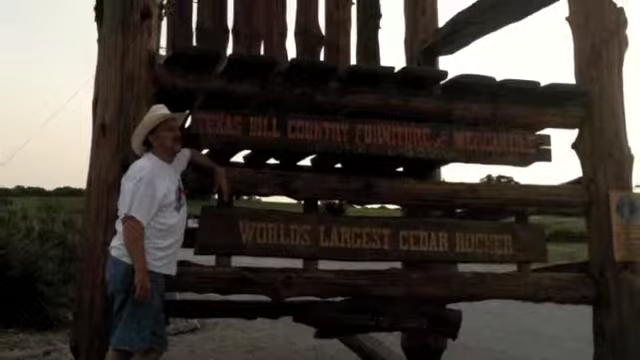 TEXAS HILL COUNTRY FURNITURE & MERCANTILE
WORLDS LARGEST CEDAR ROCKER